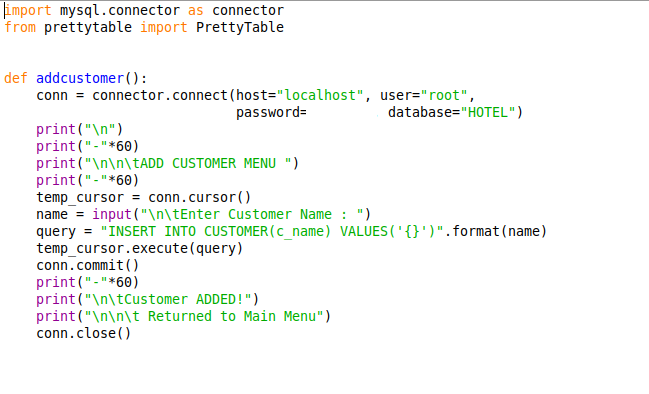 import mysql.connector as connector
from prettytable import PrettyTable
def addcustomer():
    conn = connector.connect(host="localhost", user="root",
                             password=          database="HOTEL")
    print("\n")
    print("-"*60)
    print("\n\n\tADD CUSTOMER MENU ")
    print("-"*60)
    temp_cursor = conn.cursor()
    name = input("\n\tEnter Customer Name : ")
    query = "INSERT INTO CUSTOMER(c_name) VALUES('{}')".format(name)
    temp_cursor.execute(query)
    conn.commit()
    print("-"*60)
    print("\n\tCustomer ADDED!")
    print("\n\n\t Returned to Main Menu")
    conn.close()